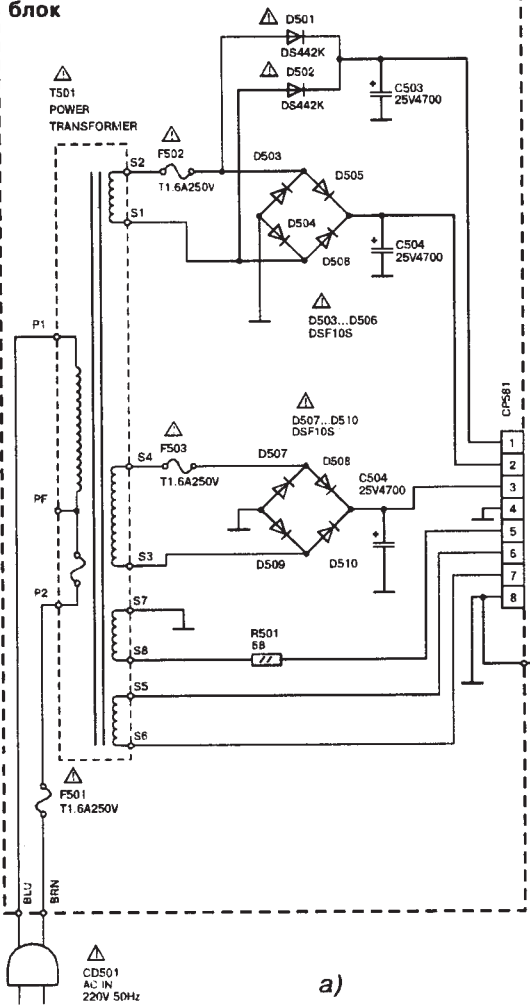 блок
D501
DS442K
D502
DS442K
C503
25V4700
T501
POWER
TRANSFORMER
S2
F502
T1.6A250V
D503
D505
S1
D504
D508
C504
25V4700
D503...D506
DSF10S
P1
CP581
D507...D510
DSF10S
S4
F503
T1.6A250V
D507
D508
C504
25V4700
PF
S3
D509
D510
P2
S7
S8
R501
58
S5
S6
1
2
3
4
5
6
7
8
F501
T1.6A250V
BLU
BRN
CD501
AC IN
220V 50Hz
а)